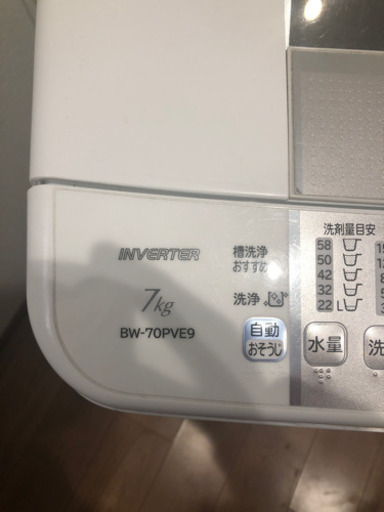 INVERTER
7kg
BW-70PVE9
槽洗浄
おすすめ
洗浄
自動
おそうじ
洗剤量目安
58
50
42
32
22 L
水量
洗